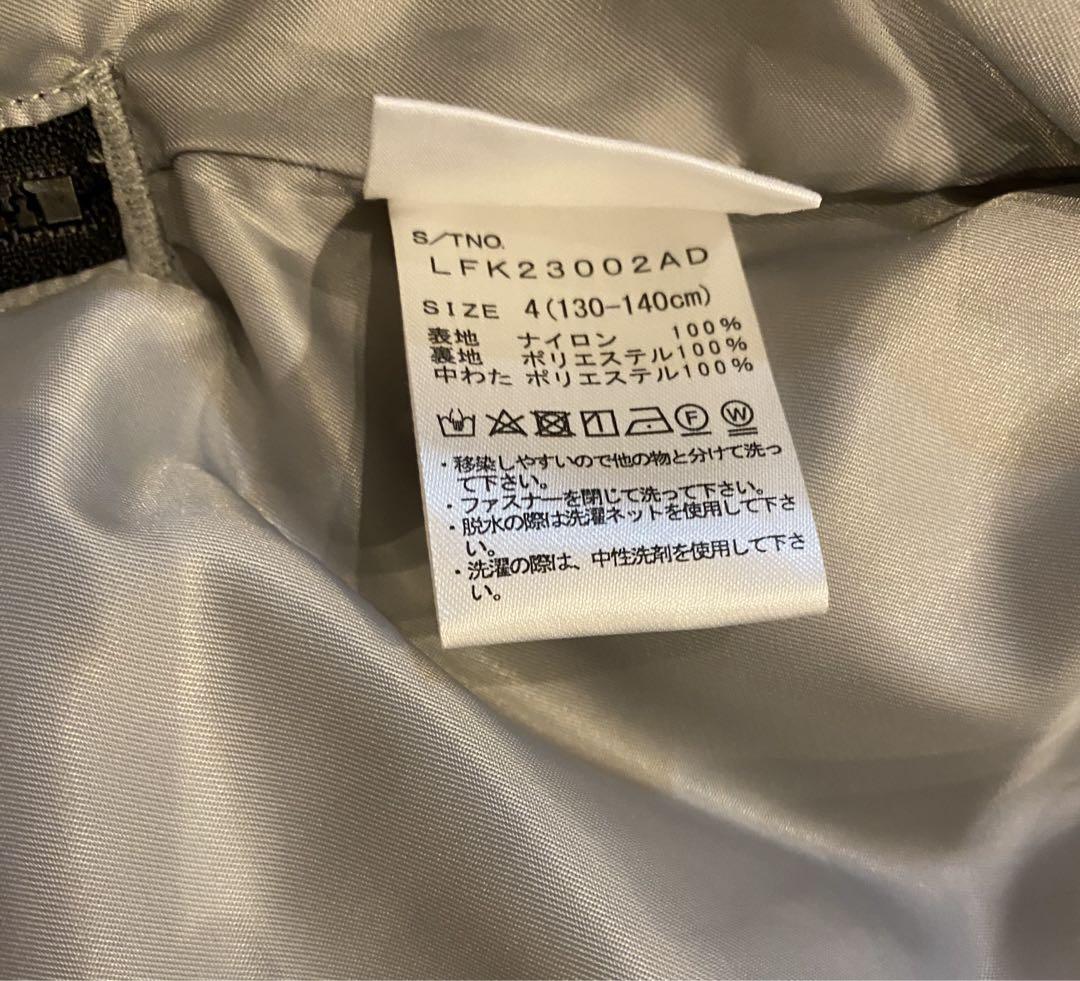 S/TNO.
LFK23002AD
SIZE 4(130-140cm)
表地 ナイロン 100%
裏地 ポリエステル100%
中わた ポリエステル100%
F W
・移染しやすいので他の物と分けて洗っ
て下さい。
・ファスナーを閉じて洗って下さい。
・脱水の際は洗濯ネットを使用して下さ
い。
・洗濯の際は、中性洗剤を使用して下さ
い。